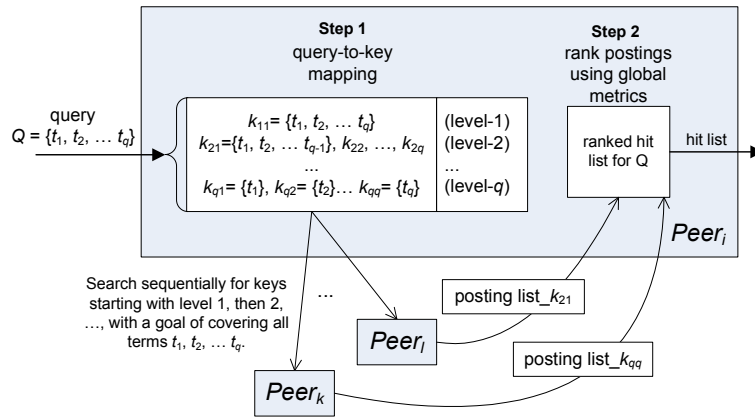 Step 1
query-to-key
mapping
Step 2
rank postings
using global
metrics
query
Q = {t1, t2, … tq}
k11 = {t1, t2, … tq}
(level-1)
k21={t1, t2, … tq-1}, k22, …, k2q
(level-2)
...
...
kq1= {t1}, kq2= {t2}… kqq= {tq}
(level-q)
ranked hit
list for Q
hit list
Peeri
Search sequentially for keys
starting with level 1, then 2,
…, with a goal of covering all
terms t1, t2, … tq.
...
posting list_k21
Peerl
posting list_kqq
Peerk